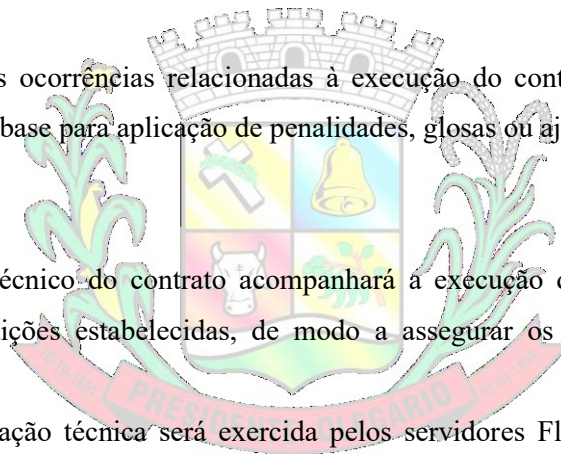 s ocorrências relacionadas à execução do cont
base para aplicação de penalidades, glosas ou aj
écnico do contrato acompanhará a execução
ições estabelecidas, de modo a assegurar os
PRESIDENTE OLEGÁRIO
ação técnica será exercida pelos servidores Fl